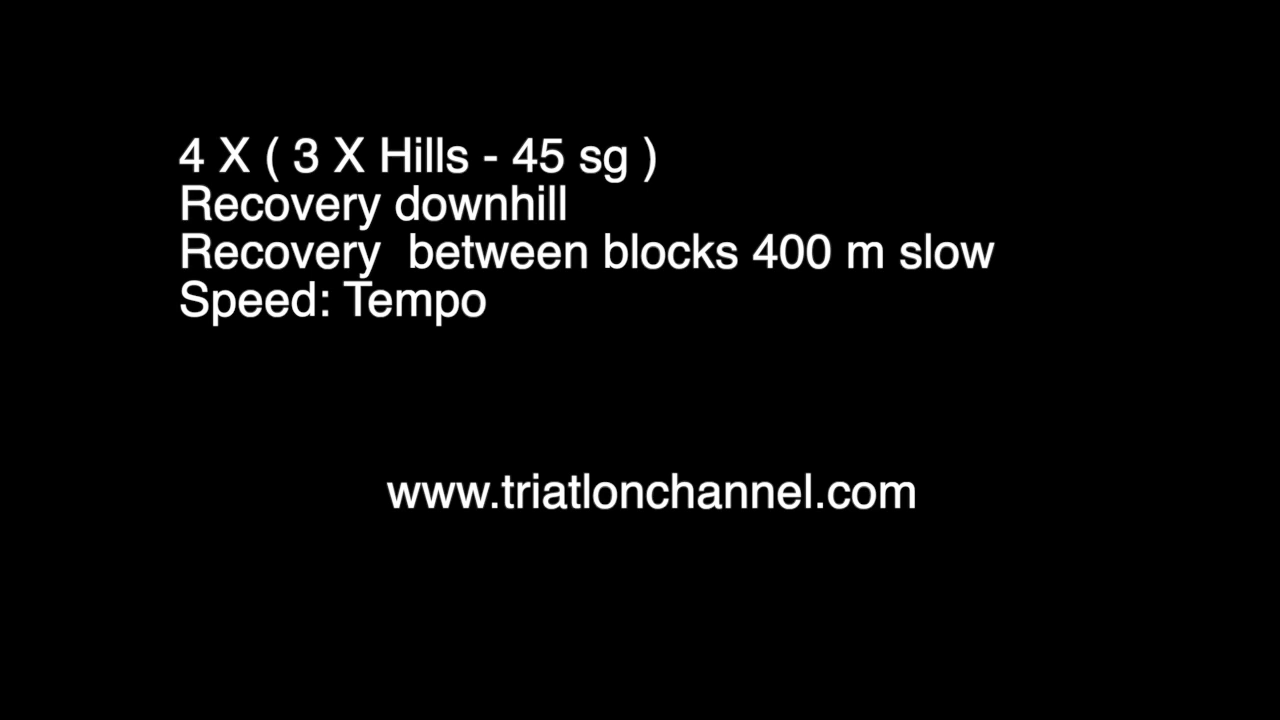 4 X ( 3 X Hills - 45 sg )
Recovery downhill
Recovery  between blocks 400 m slow
Speed: Tempo
www.triatlonchannel.com